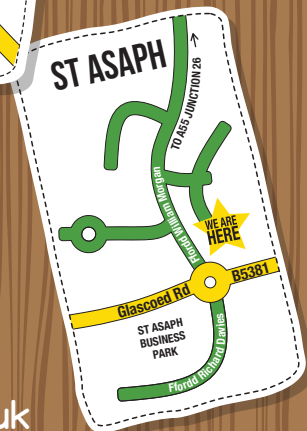 ST ASAPH
TO A55 JUNCTION 26
Ffordd William Morgan
WE ARE
HERE
Glascoed Rd
B5381
ST ASAPH
BUSINESS
PARK
Ffordd Richard Davies
uk